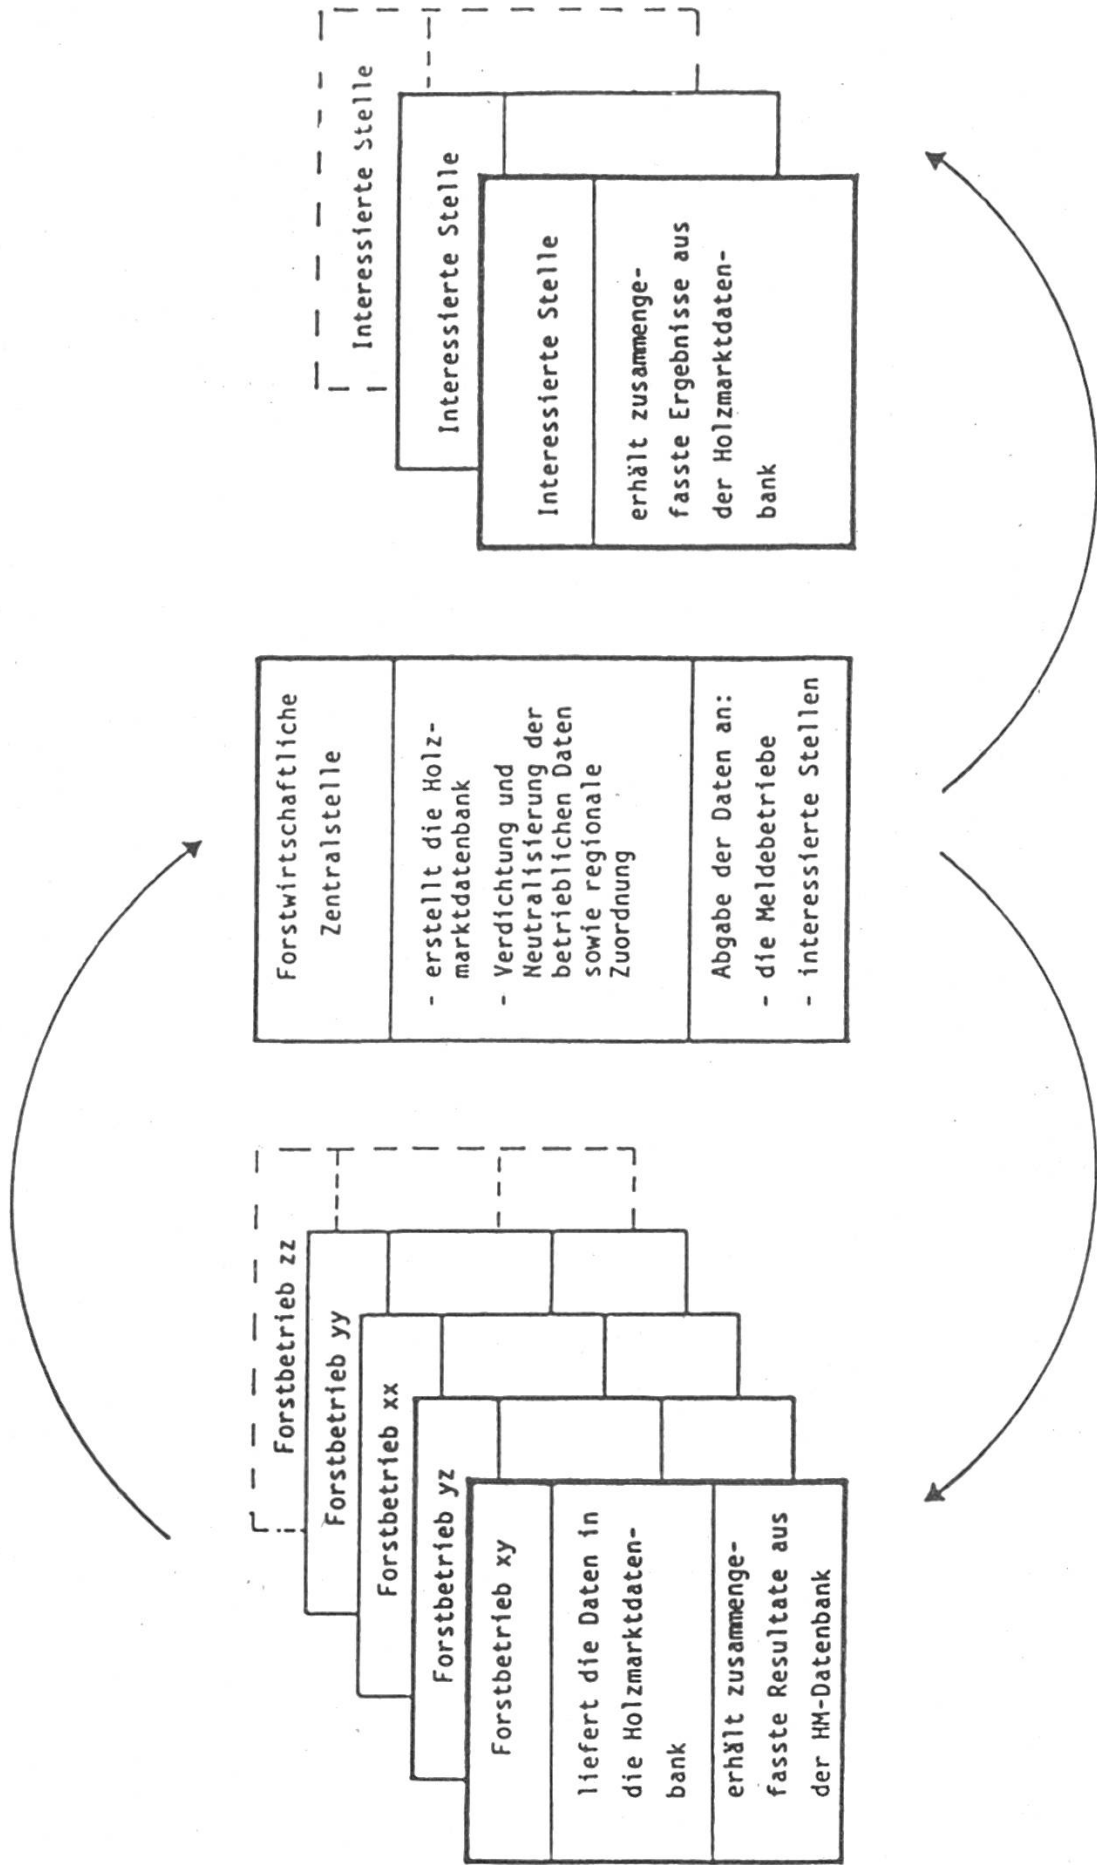 Forstbetrieb zz
Forstbetrieb yy
Forstbetrieb xx
Forstbetrieb yz
Forstbetrieb xy
liefert die Daten in
die Holzmarktdaten-
bank
erhält zusammenge-
fasste Resultate aus
der HM-Datenbank
Forstwirtschaftliche
Zentralstelle
- erstellt die Holz-
marktdatenbank
- Verdichtung und
Neutralisierung der
betrieblichen Daten
sowie regionale
Zuordnung
Abgabe der Daten an:
- die Meldebetriebe
- interessierte Stellen
Interessierte Stelle
Interessierte Stelle
Interessierte Stelle
erhält zusammenge-
fasste Ergebnisse aus
der Holzmarktdaten-
bank